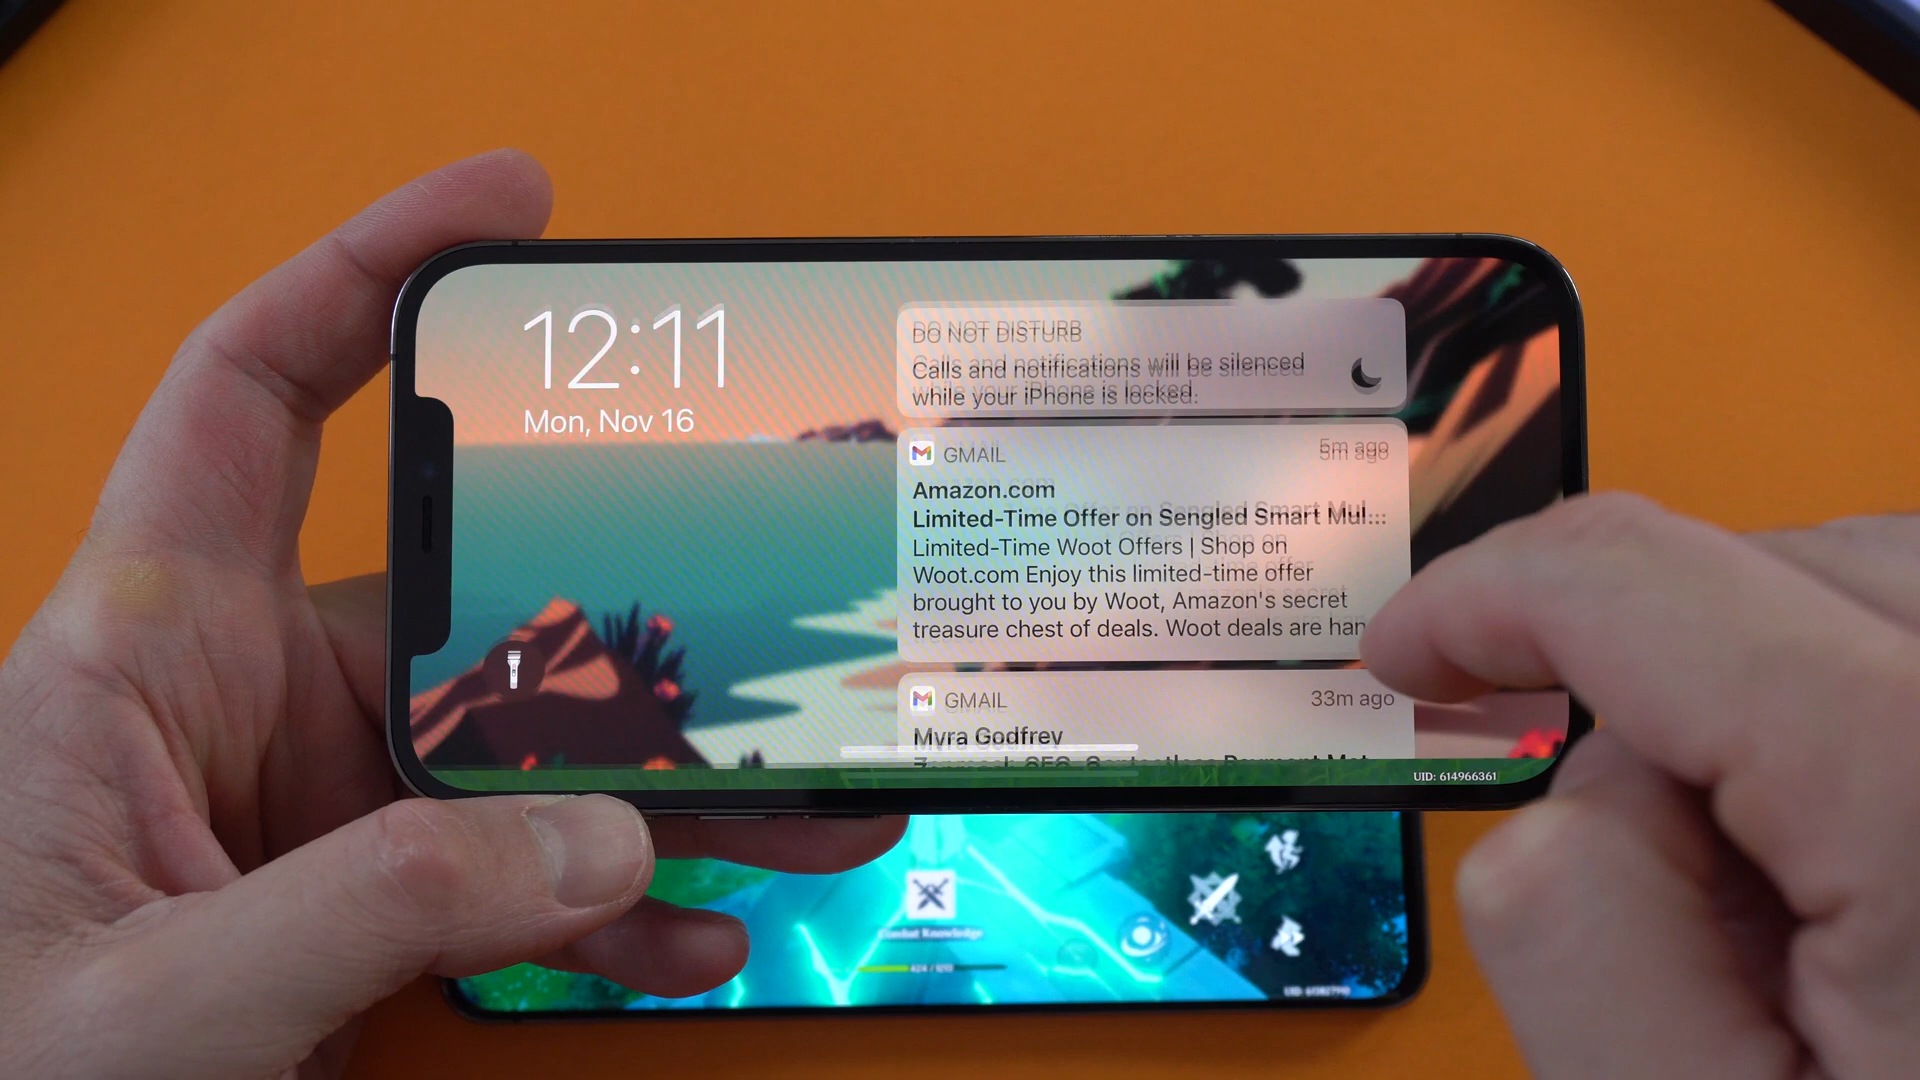 12:11
Mon, Nov 16
DO NOT DISTURB
Calls and notifications will be silenced
while your iPhone is locked.
GMAIL
5m ago
Amazon.com
Limited-Time Offer on Sengled Smart Mul...
Limited-Time Woot Offers | Shop on
Woot.com Enjoy this limited-time offer
brought to you by Woot, Amazon's secret
treasure chest of deals. Woot deals are han
GMAIL
33m ago
Myra Godfrey
UID: 614966361
Combat Knowledge